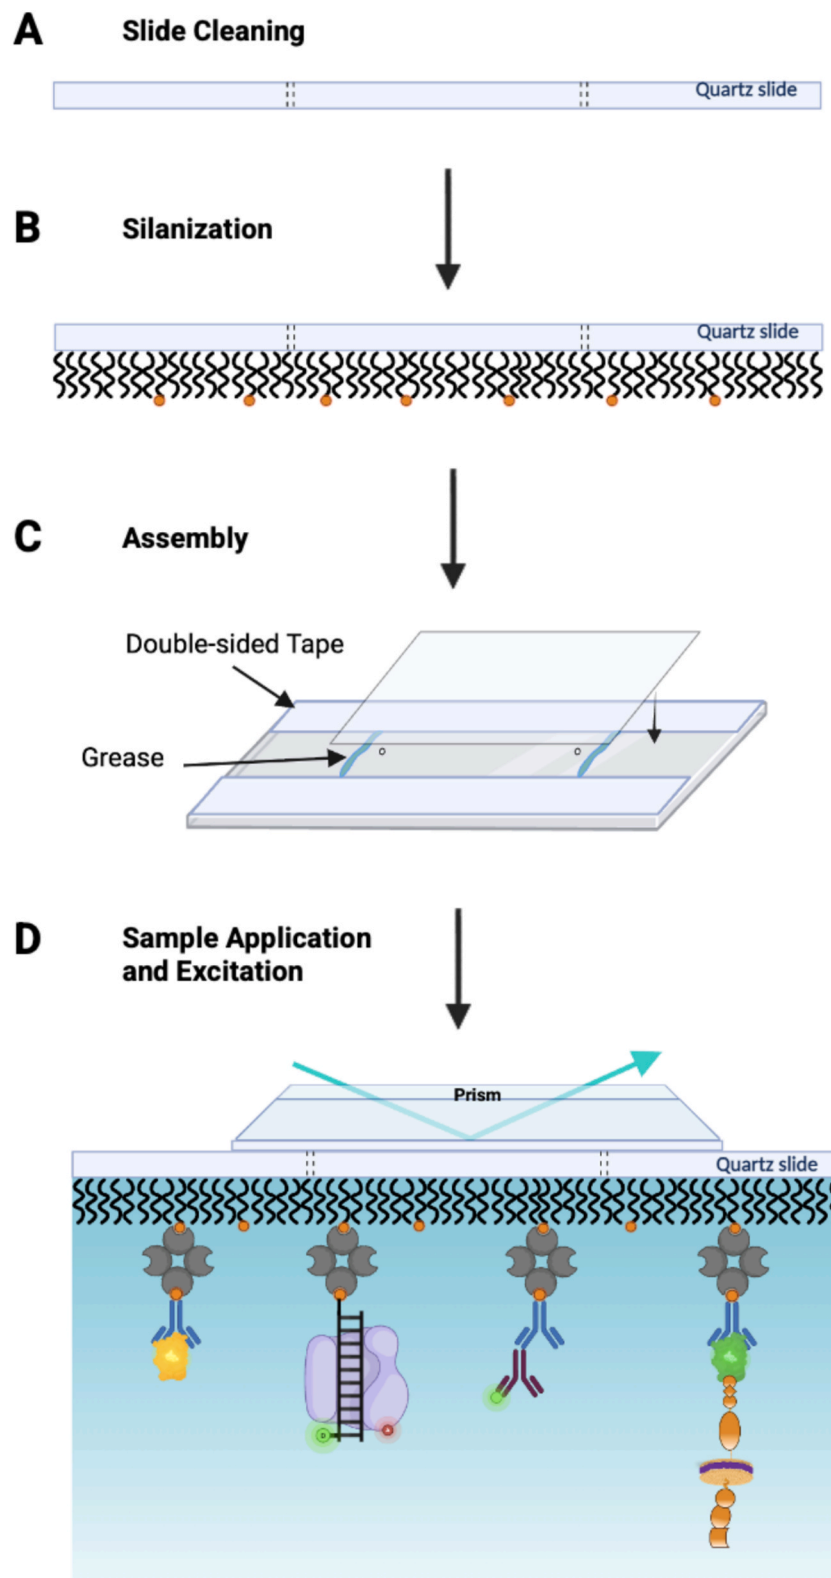 A
Slide Cleaning
Quartz slide
B
Silanization
Quartz slide
C
Assembly
Double-sided Tape
Grease
D
Sample Application
and Excitation
Prism
Quartz slide
D
A